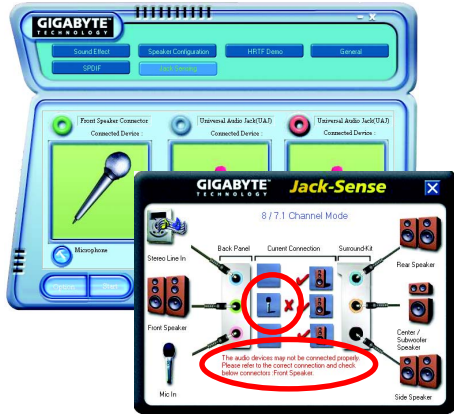 GIGABYTE™
TECHNOLOGY
Sound Effect
Speaker Configuration
HRTF Demo
General
SPDIF
Jack Sensing
Front Speaker Connector
Connected Device :
Universal Audio Jack(UAJ)
Connected Device :
Universal Audio Jack(UAJ)
Connected Device :
Microphone
Start
GIGABYTE™
TECHNOLOGY
Jack-Sense
X
8 / 7.1 Channel Mode
Back Panel
Current Connection
Surround-Kit
Stereo Line In
Front Speaker
Mic In
Rear Speaker
Center /
Subwoofer
Speaker
Side Speaker
The audio devices may not be connected properly.
Please refer to the correct connection and check
below connectors :Front Speaker.